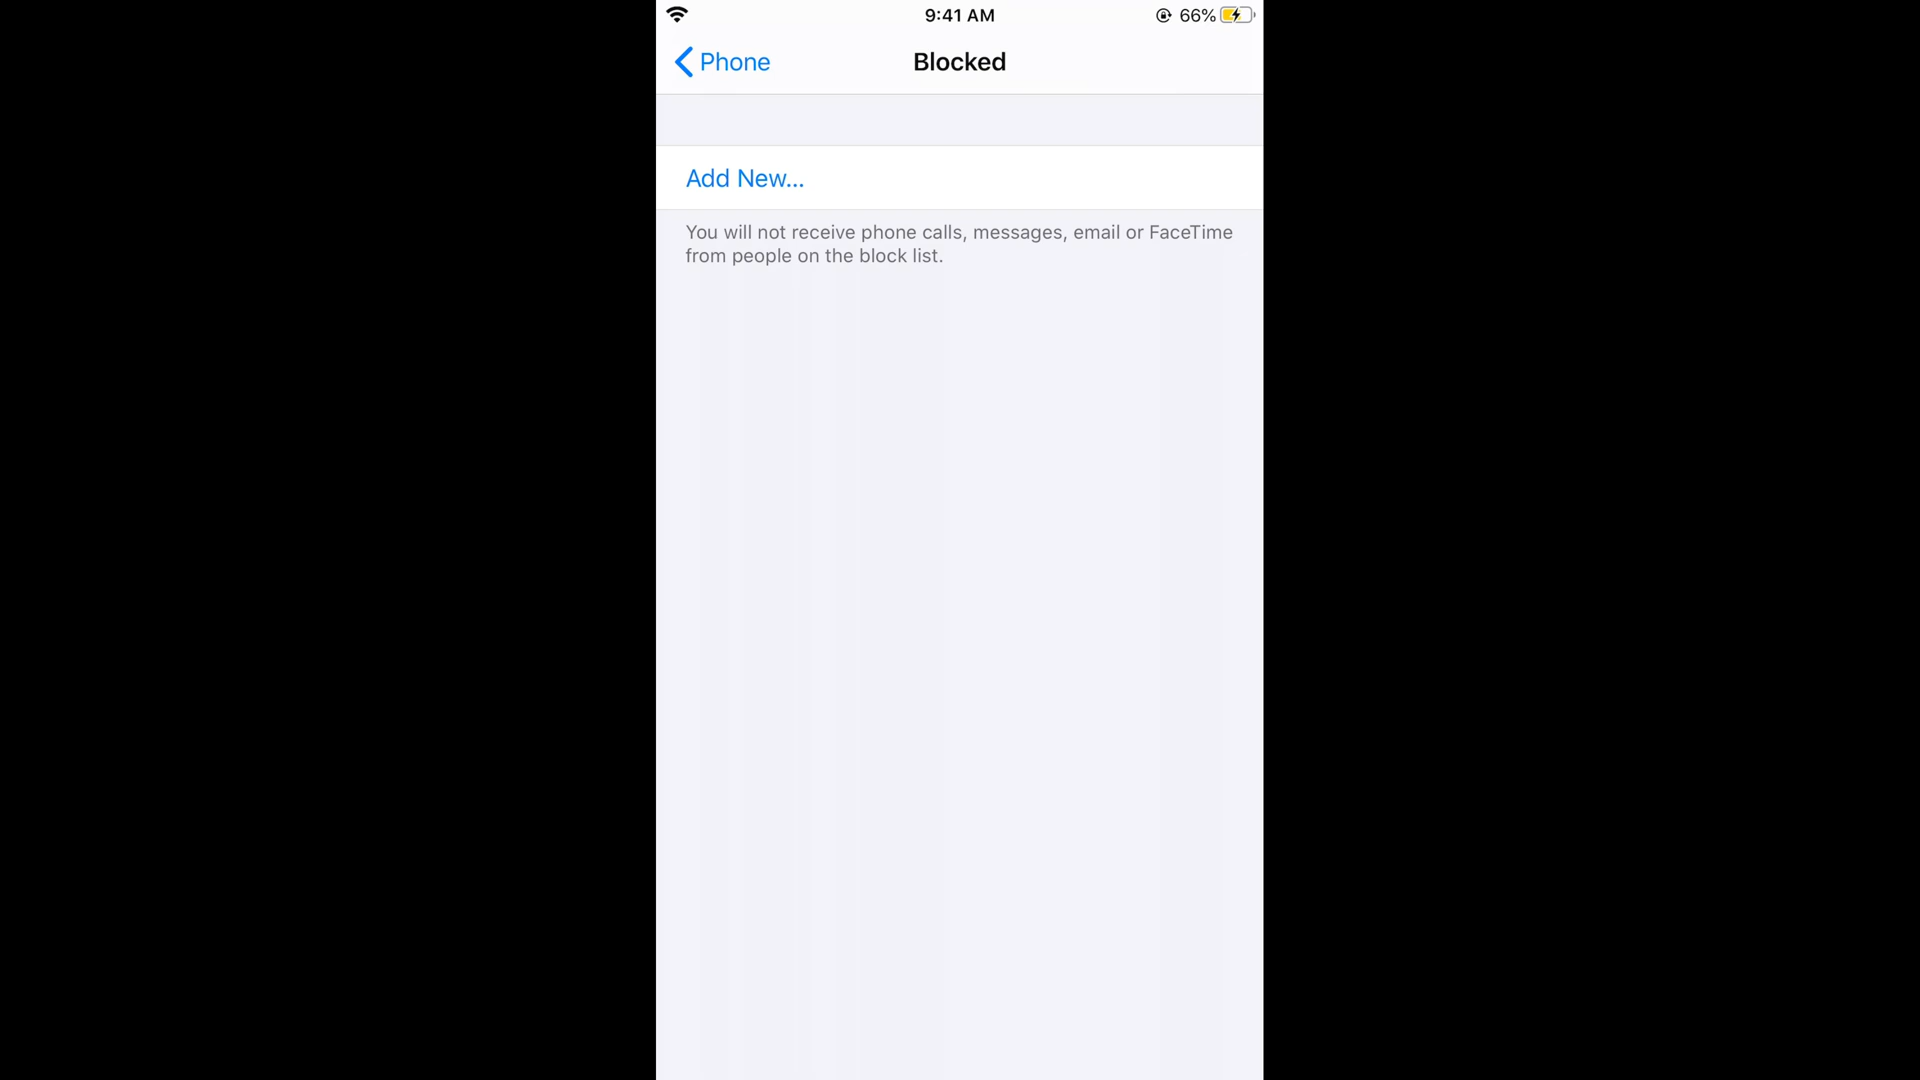 9:41 AM
66%
Phone
Blocked
Add New...
You will not receive phone calls, messages, email or FaceTime
from people on the block list.